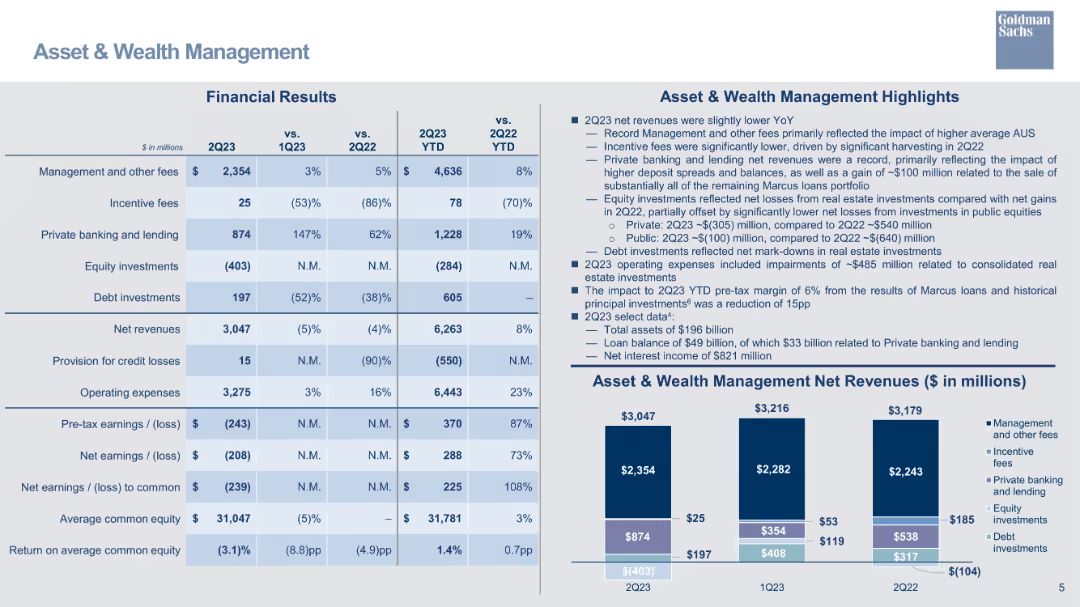 Goldman
Sachs
Asset & Wealth Management
Financial Results
$ in millions 2Q23 vs. 1Q23 vs. 2Q22 2Q23 YTD vs. 2Q22 YTD
Management and other fees $ 2,354 3% 5% $ 4,636 8%
Incentive fees 25 (53)% (86)% 78 (70)%
Private banking and lending 874 147% 62% 1,228 19%
Equity investments (403) N.M. N.M. (284) N.M.
Debt investments 197 (52)% (38)% 605 –
Net revenues 3,047 (5)% (4)% 6,263 8%
Provision for credit losses 15 N.M. (90)% (550) N.M.
Operating expenses 3,275 3% 16% 6,443 23%
Pre-tax earnings / (loss) $ (243) N.M. N.M. $ 370 87%
Net earnings / (loss) $ (208) N.M. N.M. $ 288 73%
Net earnings / (loss) to common $ (239) N.M. N.M. $ 225 108%
Average common equity $ 31,047 (5)% – $ 31,781 3%
Return on average common equity (3.1)% (8.8)pp (4.9)pp 1.4% 0.7pp
Asset & Wealth Management Highlights
■ 2Q23 net revenues were slightly lower YoY
— Record Management and other fees primarily reflected the impact of higher average AUS
— Incentive fees were significantly lower, driven by significant harvesting in 2Q22
— Private banking and lending net revenues were a record, primarily reflecting the impact of
higher deposit spreads and balances, as well as a gain of ~$100 million related to the sale of
substantially all of the remaining Marcus loans portfolio
— Equity investments reflected net losses from real estate investments compared with net gains
in 2Q22, partially offset by significantly lower net losses from investments in public equities
○ Private: 2Q23 ~$(305) million, compared to 2Q22 ~$540 million
○ Public: 2Q23 ~$(100) million, compared to 2Q22 ~$(640) million
— Debt investments reflected net mark-downs in real estate investments
■ 2Q23 operating expenses included impairments of ~$485 million related to consolidated real
estate investments
■ The impact to 2Q23 YTD pre-tax margin of 6% from the results of Marcus loans and historical
principal investments⁶ was a reduction of 15pp
■ 2Q23 select data⁴:
— Total assets of $196 billion
— Loan balance of $49 billion, of which $33 billion related to Private banking and lending
— Net interest income of $821 million
Asset & Wealth Management Net Revenues ($ in millions)
$3,047 $3,216 $3,179
$2,354 $2,282 $2,243
$25 $53 $185
$874 $354 $538
$119
$197 $408 $317
$(403) $(104)
2Q23 1Q23 2Q22
Management
and other fees
Incentive
fees
Private banking
and lending
Equity
investments
Debt
investments
5